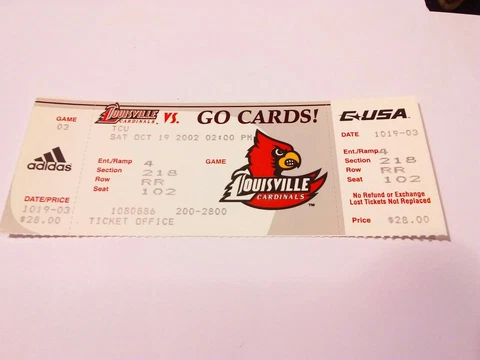 GAME
03
adidas
DATE/PRICE
1019-03
$28.00
LOUISVILLE
CARDINALS
VS.
GO CARDS!
TCU
SAT OCT 19 2002 02:00 PM
Ent./Ramp 4
Section 218
Row RR
Seat 102
GAME
LOUISVILLE
CARDINALS
TM
1080686 200-2800
TICKET OFFICE
C-USA
DATE 1019-03
Ent./Ramp 4
Section 218
Row RR
Seat 102
No Refund or Exchange
Lost Tickets Not Replaced
Price $28.00